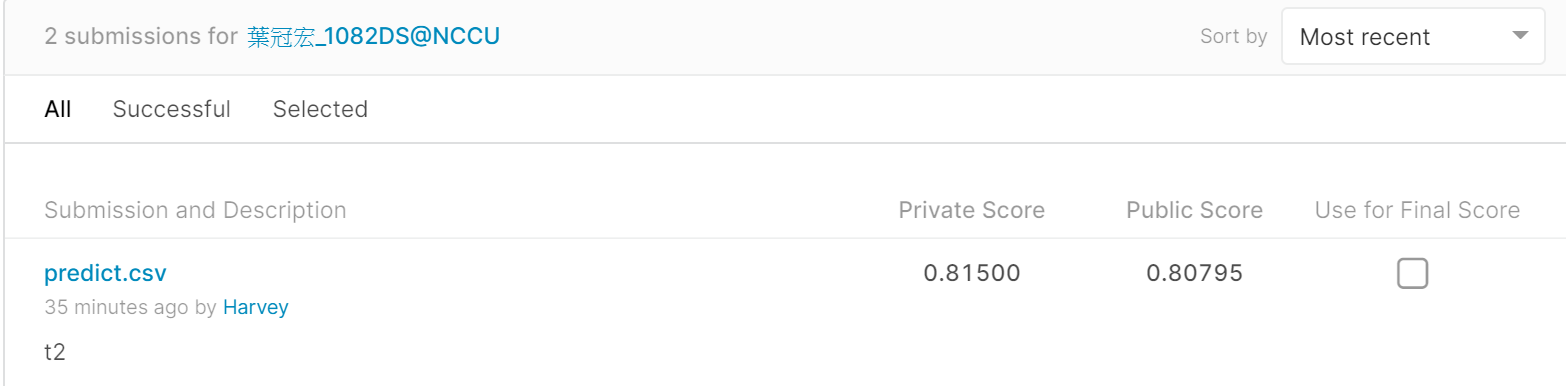 2 submissions for 葉冠宏_1082DS@NCCU Sort by Most recent
All Successful Selected
Submission and Description Private Score Public Score Use for Final Score
predict.csv 0.81500 0.80795
35 minutes ago by Harvey
t2